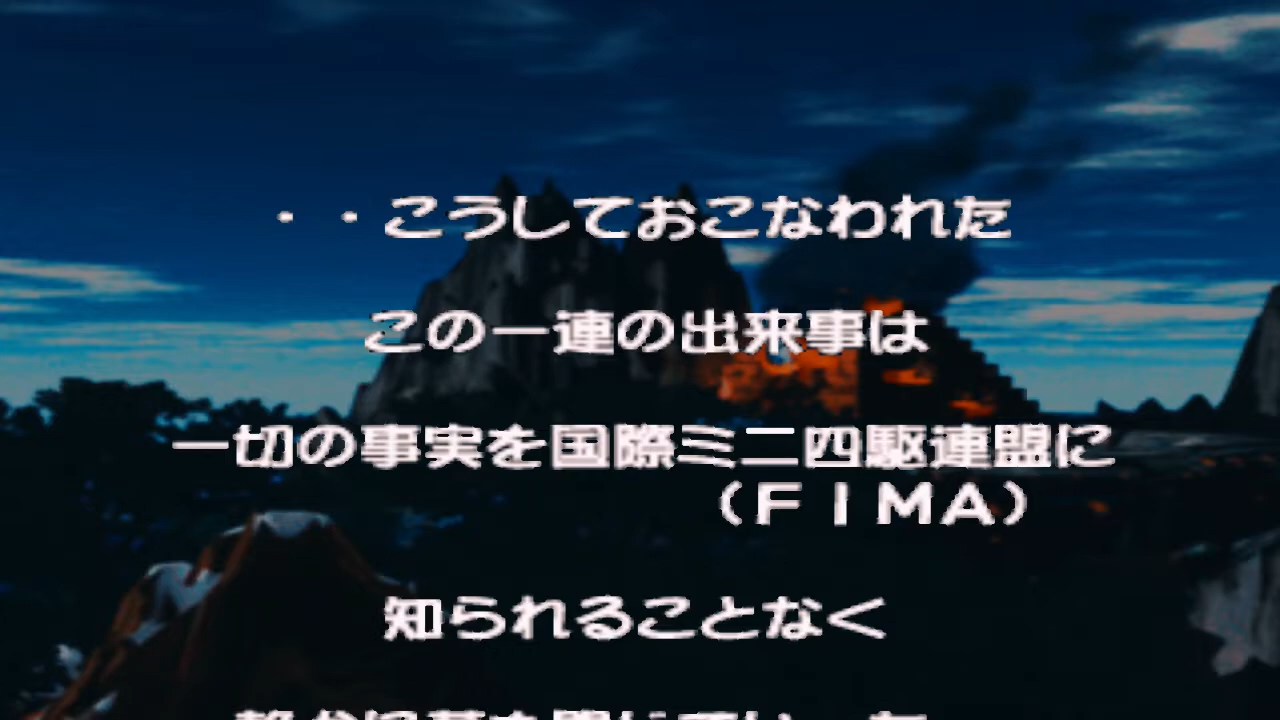 ・・こうしておこなわれた
この一連の出来事は
一切の事実を国際ミニ四駆連盟に
（ＦＩＭＡ）
知られることなく